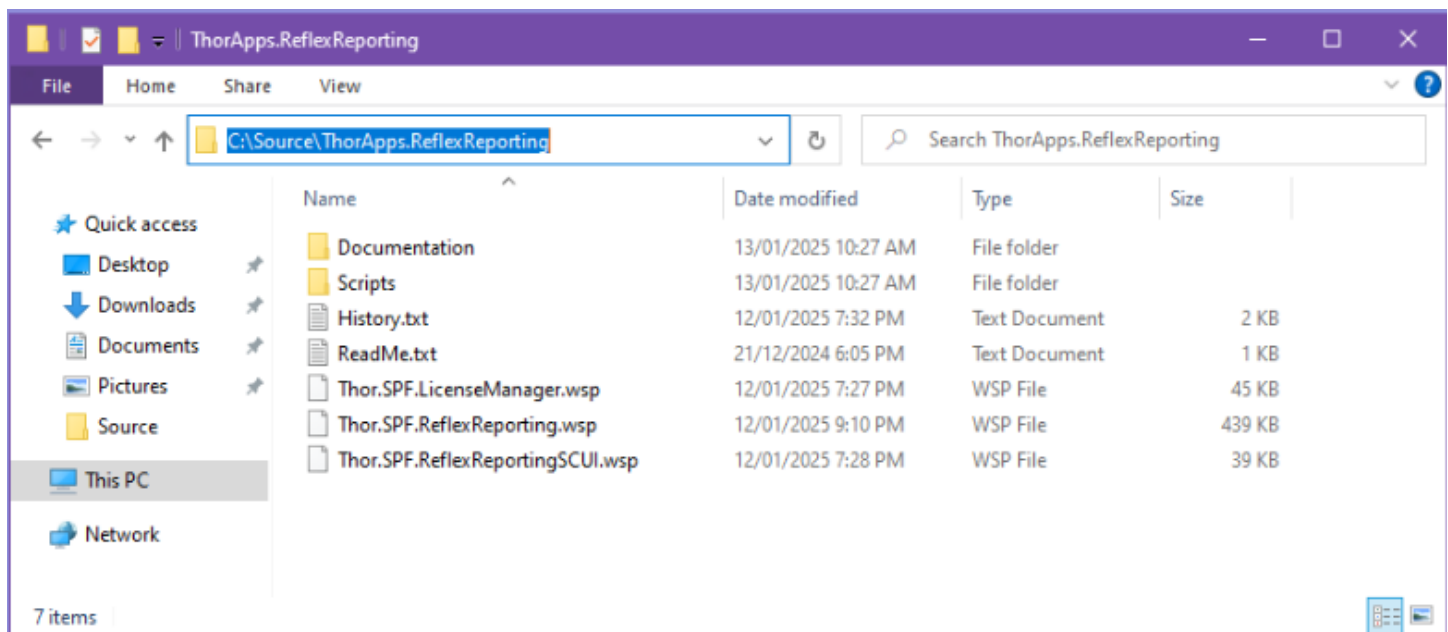 ThorApps.ReflexReporting
File Home Share View
C:\Source\ThorApps.ReflexReporting Search ThorApps.ReflexReporting
Name Date modified Type Size
Quick access
Desktop
Downloads
Documents
Pictures
Source
This PC
Network
Documentation 13/01/2025 10:27 AM File folder
Scripts 13/01/2025 10:27 AM File folder
History.txt 12/01/2025 7:32 PM Text Document 2 KB
ReadMe.txt 21/12/2024 6:05 PM Text Document 1 KB
Thor.SPF.LicenseManager.wsp 12/01/2025 7:27 PM WSP File 45 KB
Thor.SPF.ReflexReporting.wsp 12/01/2025 9:10 PM WSP File 439 KB
Thor.SPF.ReflexReportingSCUI.wsp 12/01/2025 7:28 PM WSP File 39 KB
7 items